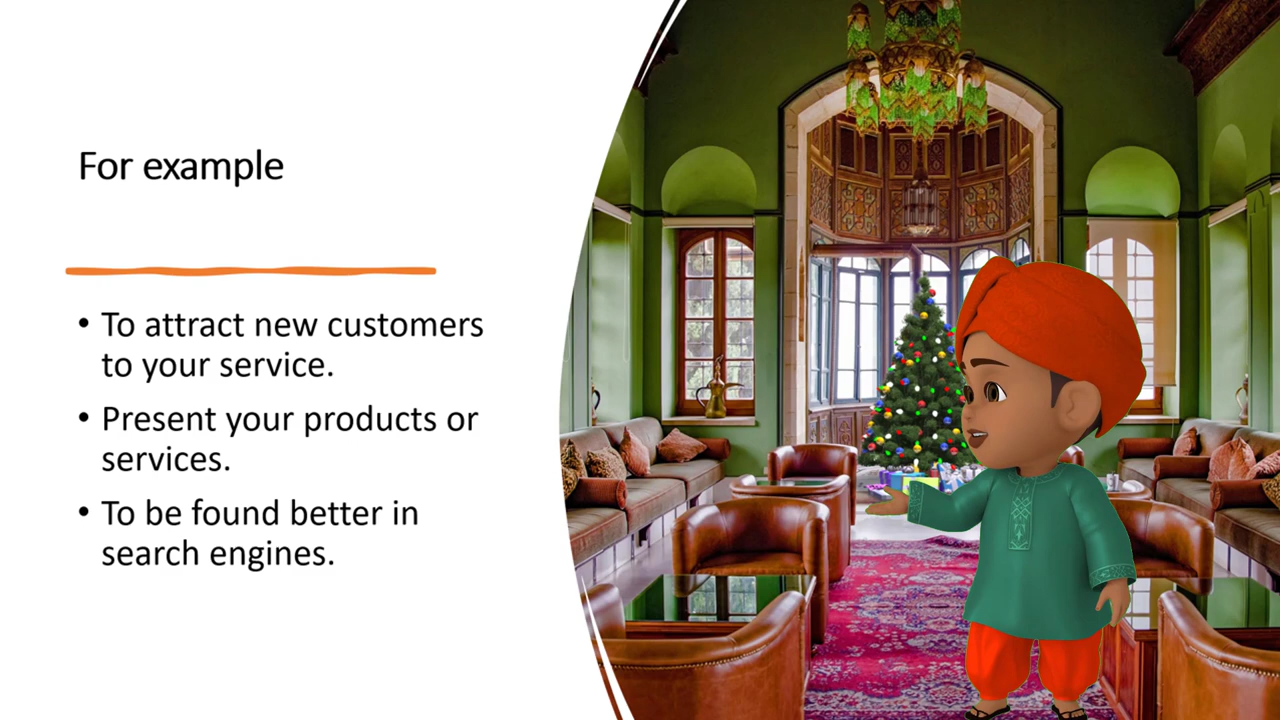 For example
• To attract new customers
to your service.
• Present your products or
services.
• To be found better in
search engines.